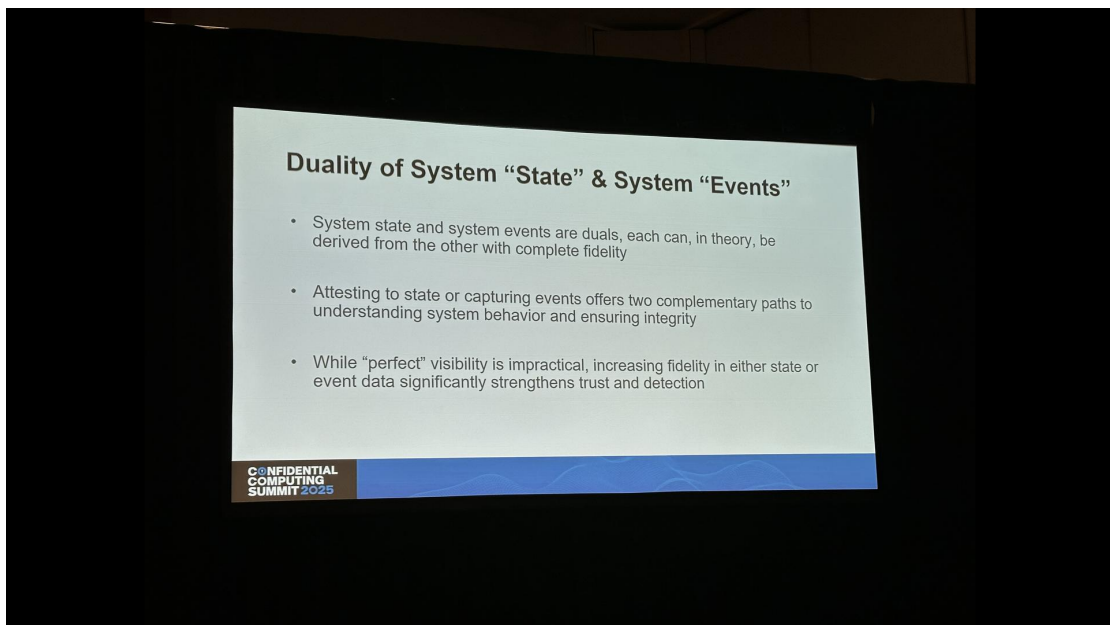 Duality of System “State” & System “Events”
• System state and system events are duals, each can, in theory, be
derived from the other with complete fidelity
• Attesting to state or capturing events offers two complementary paths to
understanding system behavior and ensuring integrity
• While “perfect” visibility is impractical, increasing fidelity in either state or
event data significantly strengthens trust and detection
CONFIDENTIAL
COMPUTING
SUMMIT 2025